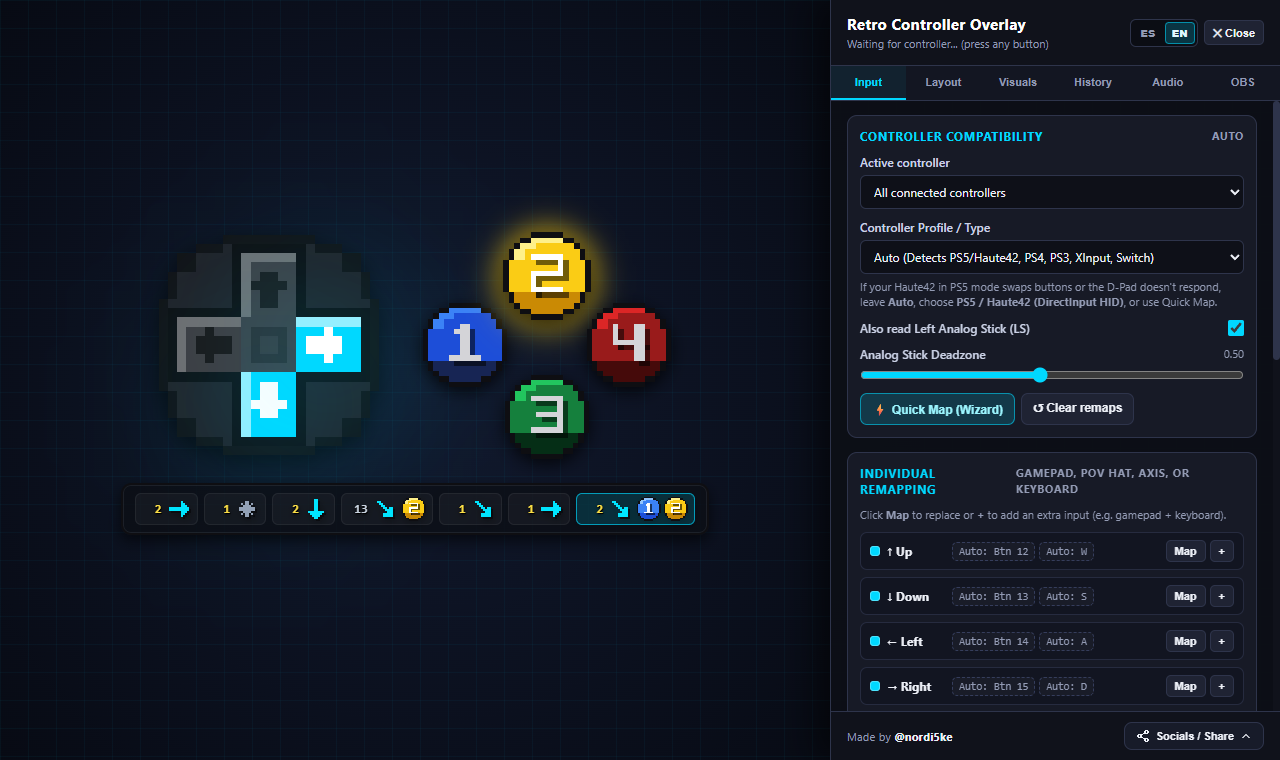 Retro Controller Overlay
Waiting for controller... (press any button)
ES EN ✕ Close
Input Layout Visuals History Audio OBS
CONTROLLER COMPATIBILITY AUTO
Active controller
All connected controllers
Controller Profile / Type
Auto (Detects PS5/Haute42, PS4, PS3, XInput, Switch)
If your Haute42 in PS5 mode swaps buttons or the D-Pad doesn't respond,
leave Auto, choose PS5 / Haute42 (DirectInput HID), or use Quick Map.
Also read Left Analog Stick (LS)
Analog Stick Deadzone 0.50
⚡ Quick Map (Wizard) ↺ Clear remaps
INDIVIDUAL REMAPPING
GAMEPAD, POV HAT, AXIS, OR KEYBOARD
Click Map to replace or + to add an extra input (e.g. gamepad + keyboard).
↑ Up Auto: Btn 12 Auto: W Map +
↓ Down Auto: Btn 13 Auto: S Map +
← Left Auto: Btn 14 Auto: A Map +
→ Right Auto: Btn 15 Auto: D Map +
Made by @nordi5ke Socials / Share
2
1 4
3
2 → 1 2 ↓ 13 ↘ 2 1 ↘ 1 → 2 ↘ 1 2